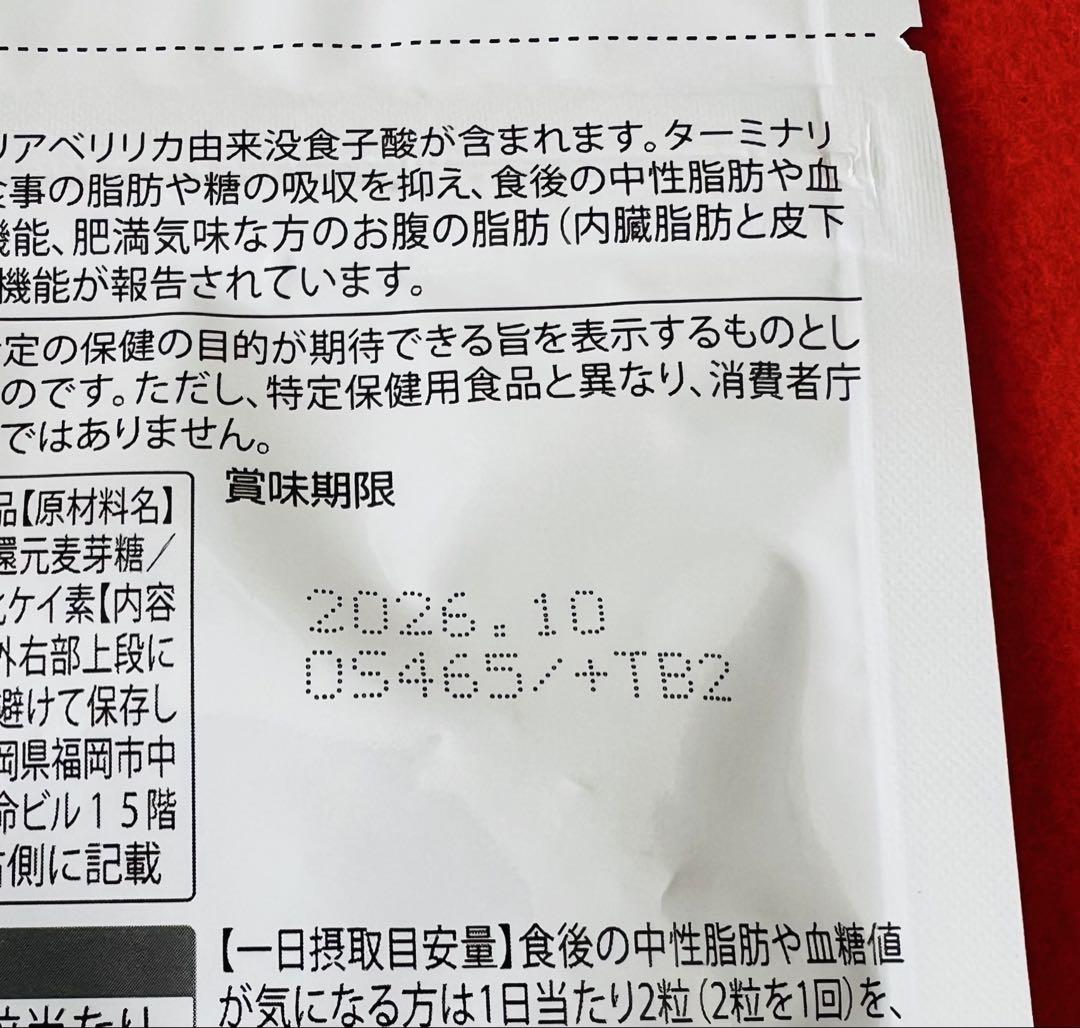 リアベリリカ由来没食子酸が含まれます。ターミナリ
食事の脂肪や糖の吸収を抑え、食後の中性脂肪や血
機能、肥満気味な方のお腹の脂肪（内臓脂肪と皮下
機能が報告されています。
定の保健の目的が期待できる旨を表示するものとし
のです。ただし、特定保健用食品と異なり、消費者庁
ではありません。
賞味期限
2026.10
05465/+TB2
品【原材料名】
還元麦芽糖／
ケイ素【内容
外右部上段に
避けて保存し
岡県福岡市中
命ビル１５階
右側に記載
【一日摂取目安量】食後の中性脂肪や血糖値
が気になる方は1日当たり2粒（2粒を1回）を、
粒当たり